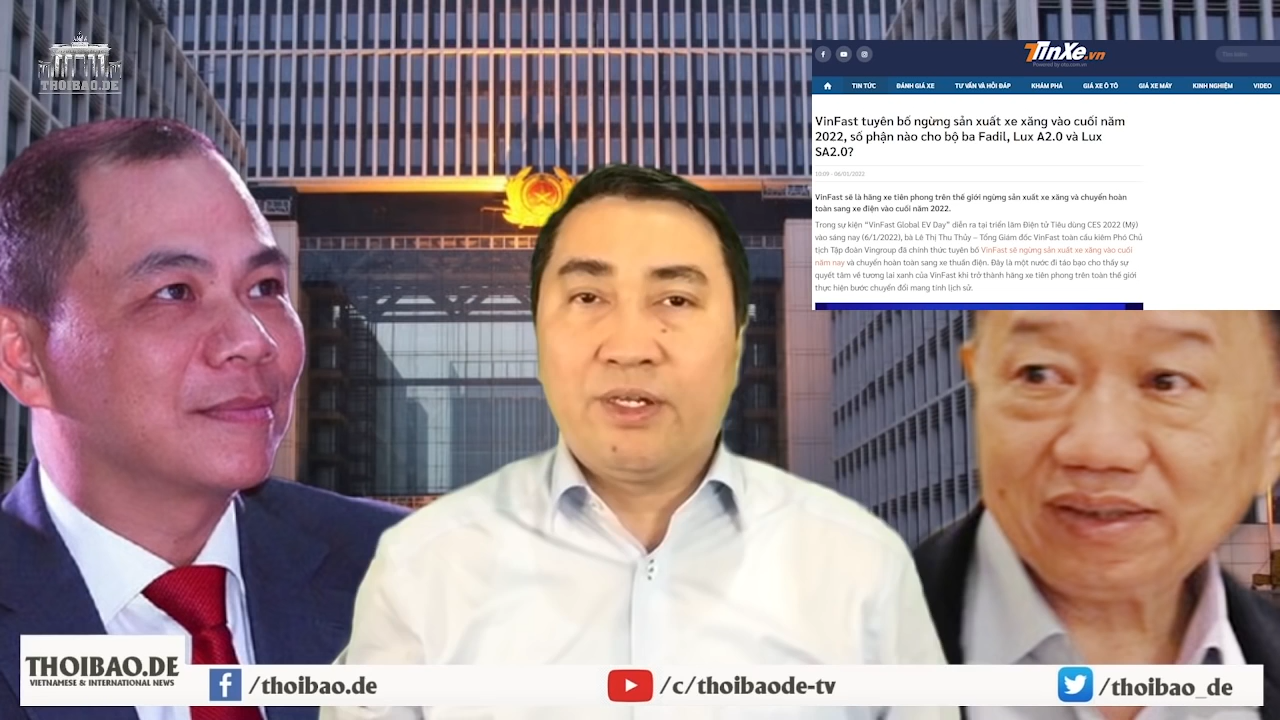 THOIBAO.DE
TinXe.vn
Powered by oto.com.vn
TIN TỨC
ĐÁNH GIÁ XE
TƯ VẤN VÀ HỎI ĐÁP
KHÁM PHÁ
GIÁ XE Ô TÔ
GIÁ XE MÁY
KINH NGHIỆM
VIDEO
VinFast tuyên bố ngừng sản xuất xe xăng vào cuối năm
2022, số phận nào cho bộ ba Fadil, Lux A2.0 và Lux
SA2.0?
10:09 - 06/01/2022
VinFast sẽ là hãng xe tiên phong trên thế giới ngừng sản xuất xe xăng và chuyển hoàn
toàn sang xe điện vào cuối năm 2022.
Trong sự kiện “VinFast Global EV Day” diễn ra tại triển lãm Điện tử Tiêu dùng CES 2022 (Mỹ)
vào sáng nay (6/1/2022), bà Lê Thị Thu Thủy – Tổng Giám đốc VinFast toàn cầu kiêm Phó Chủ
tịch Tập đoàn Vingroup đã chính thức tuyên bố VinFast sẽ ngừng sản xuất xe xăng vào cuối
năm nay và chuyển hoàn toàn sang xe thuần điện. Đây là một nước đi táo bạo cho thấy sự
quyết tâm về tương lai xanh của VinFast khi trở thành hãng xe tiên phong trên toàn thế giới
thực hiện bước chuyển đổi mang tính lịch sử.
THOIBAO.DE
VIETNAMESE & INTERNATIONAL NEWS
/thoibao.de
/c/thoibaode-tv
/thoibao_de